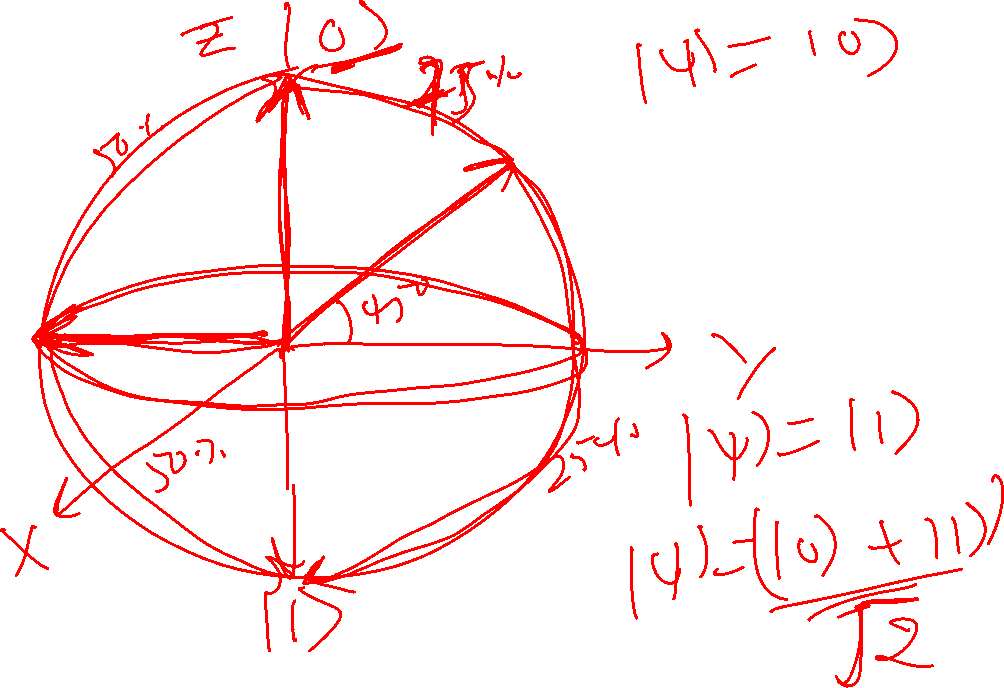 Z |0⟩
|ψ⟩ = |0⟩
50%
25%
45°
Y
50%
25%
X
|1⟩
|ψ⟩ = |1⟩
|ψ⟩ = (|0⟩ + |1⟩)
√2